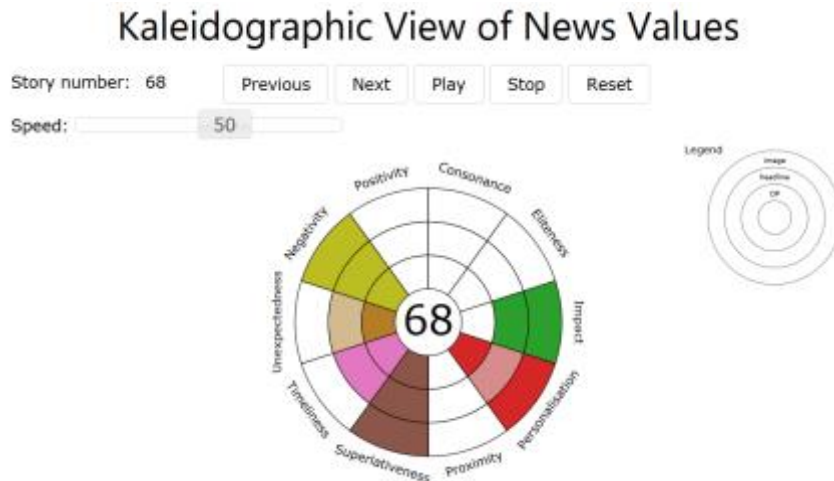 Kaleidographic View of News Values
Story number: 68 Previous Next Play Stop Reset
Speed: 50
Legend
image
headline
OP
Positivity
Consonance
Negativity
Eliteness
Unexpectedness
68
Impact
Timeliness
Personalisation
Superlativeness
Proximity